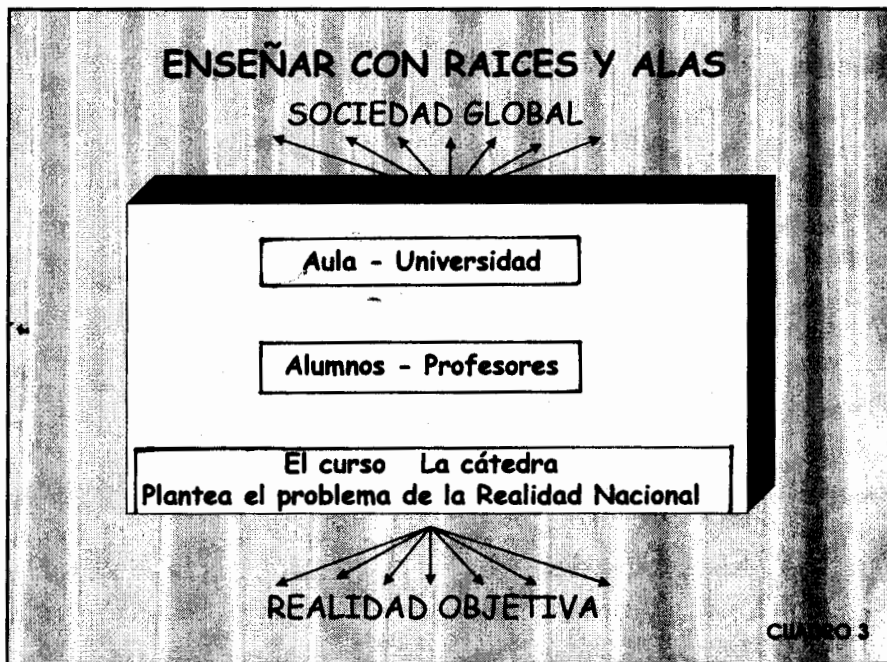 ENSEÑAR CON RAICES Y ALAS
SOCIEDAD GLOBAL
Aula - Universidad
Alumnos - Profesores
El curso La cátedra
Plantea el problema de la Realidad Nacional
REALIDAD OBJETIVA
CUADRO 3